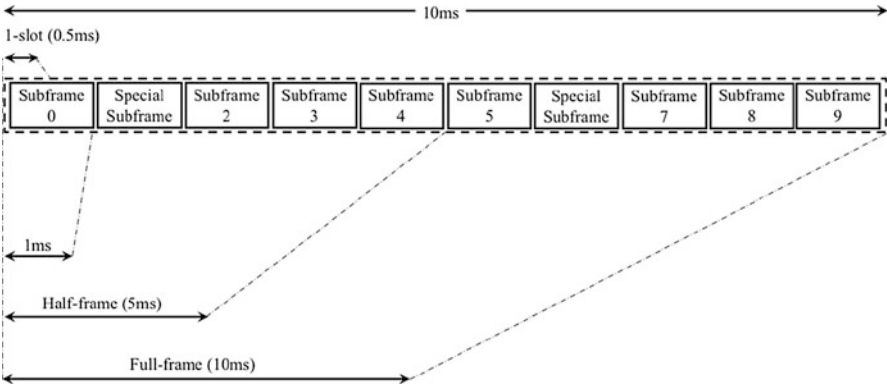 10ms
1-slot (0.5ms)
Subframe
0
Special
Subframe
Subframe
2
Subframe
3
Subframe
4
Subframe
5
Special
Subframe
Subframe
7
Subframe
8
Subframe
9
1ms
Half-frame (5ms)
Full-frame (10ms)